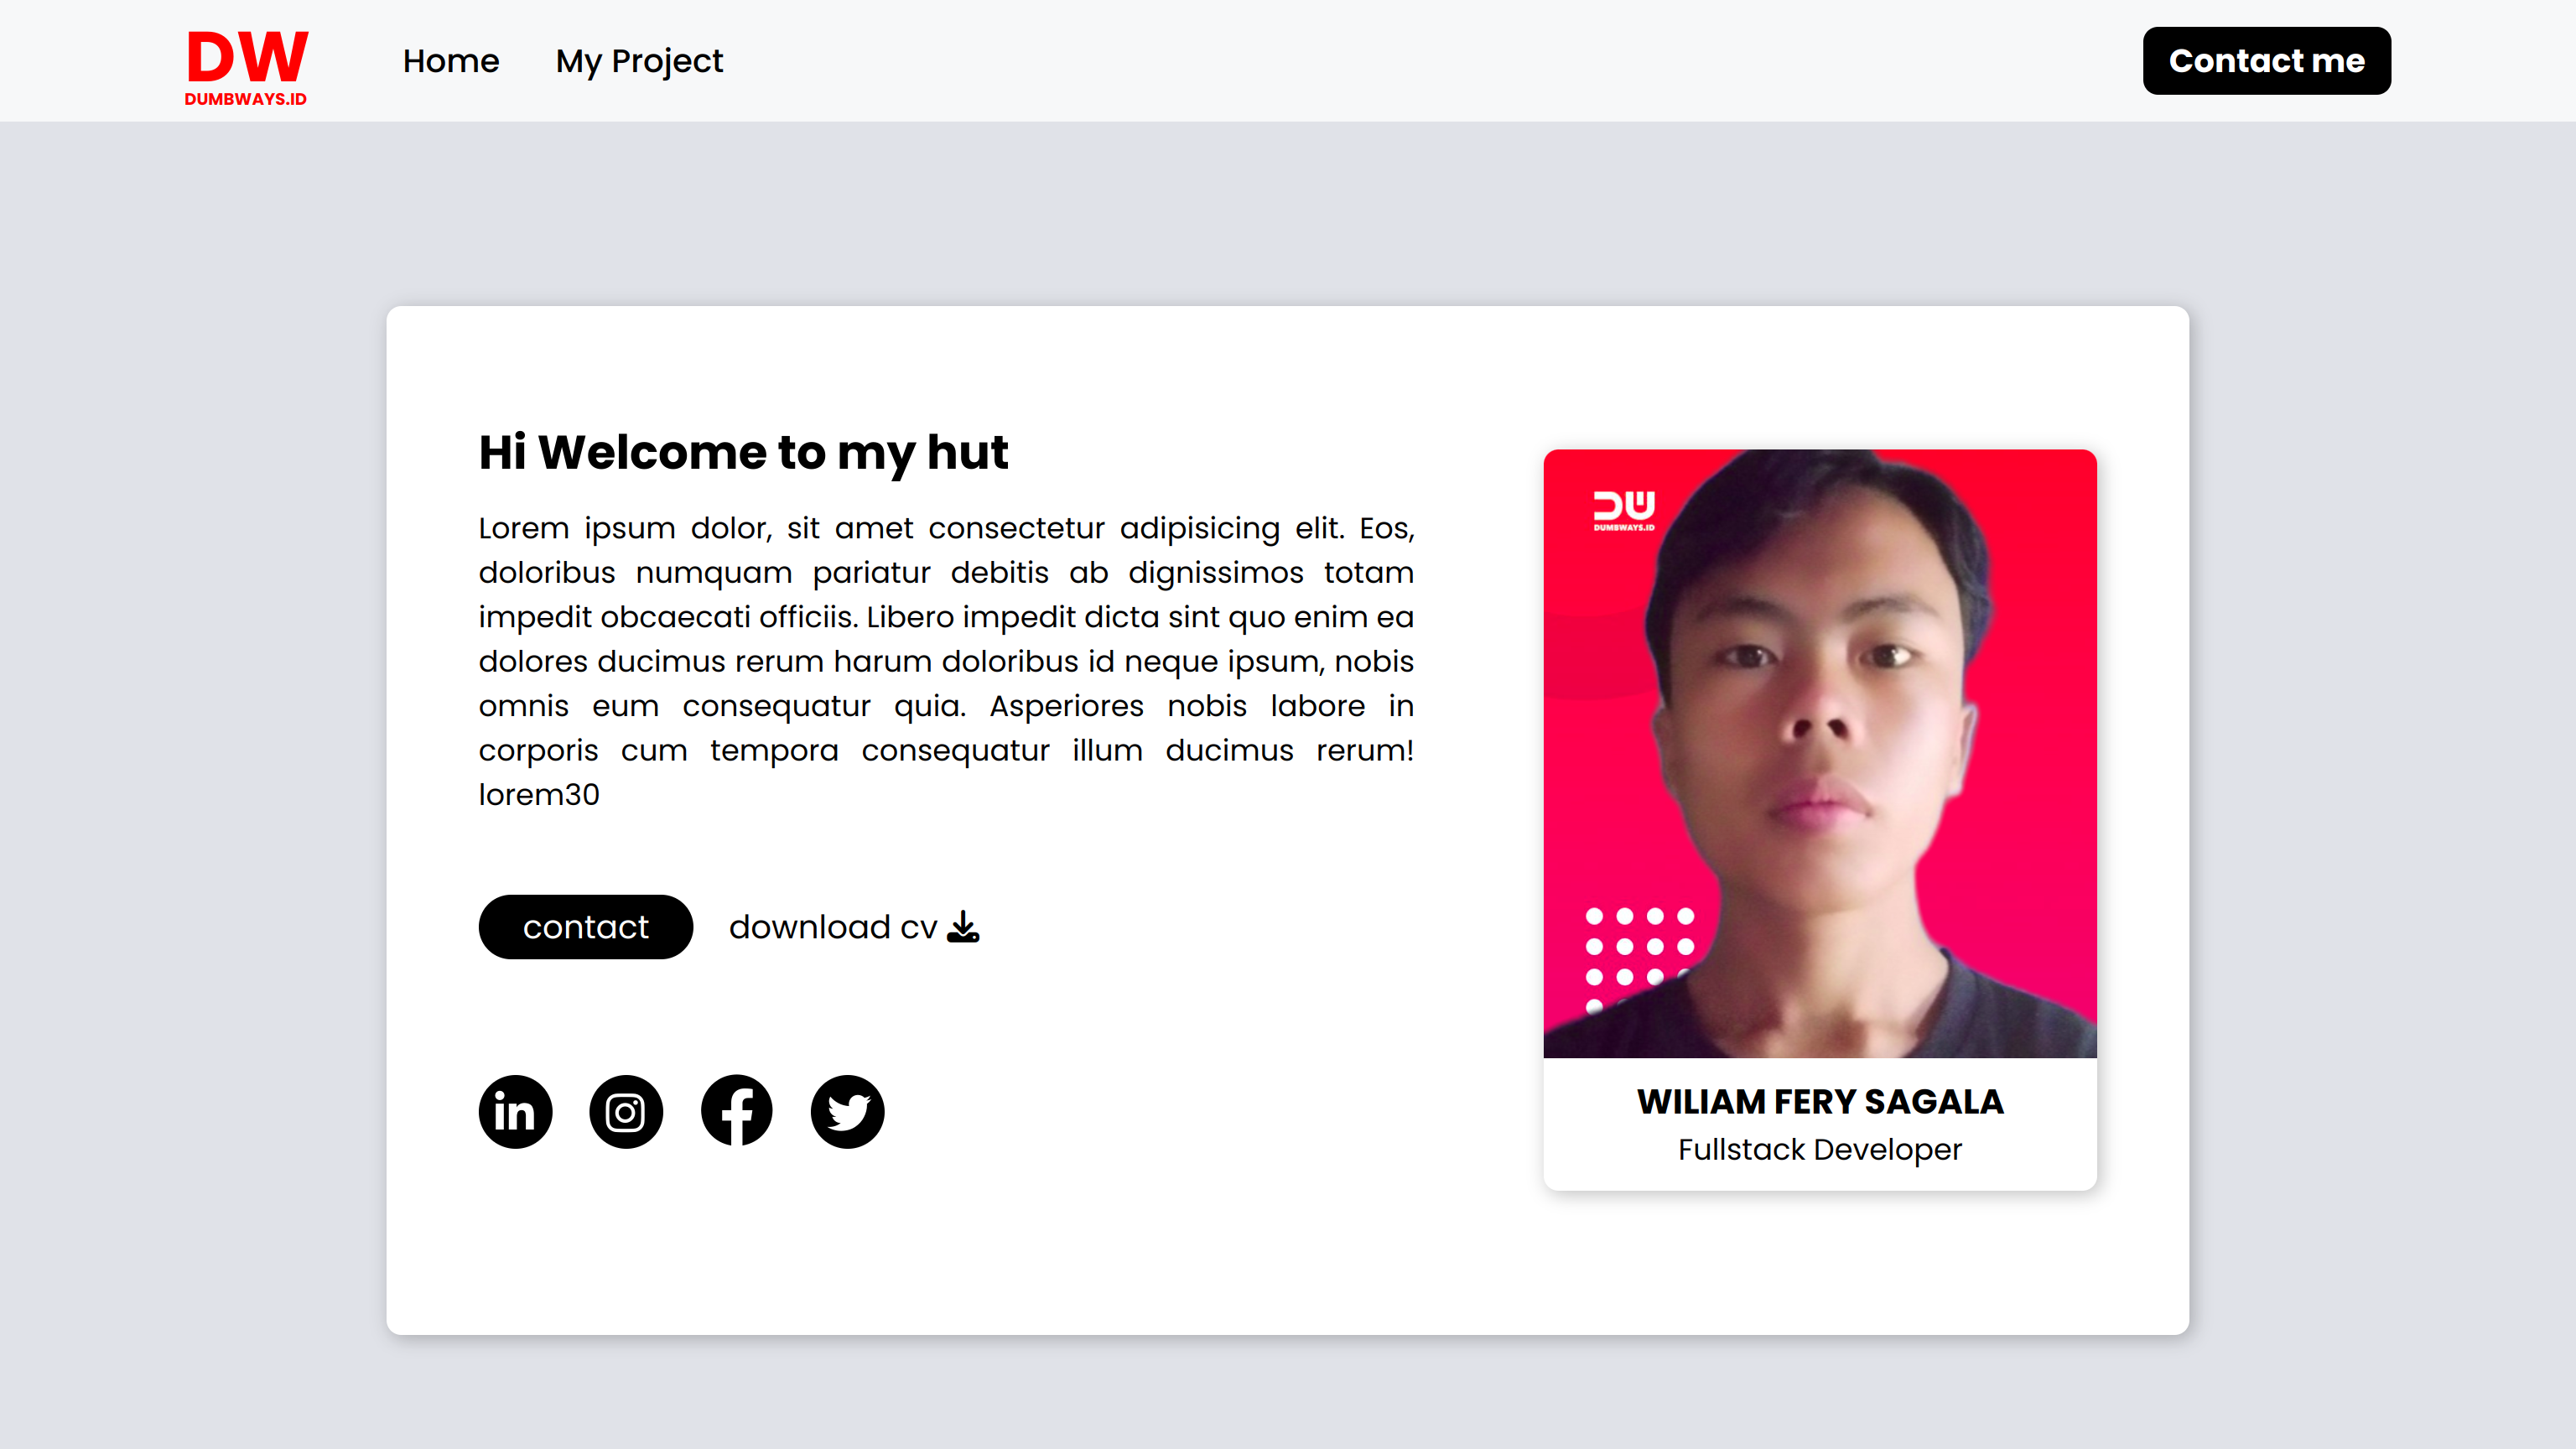 DW
DUMBWAYS.ID
Home
My Project
Contact me
Hi Welcome to my hut
Lorem ipsum dolor, sit amet consectetur adipisicing elit. Eos,
doloribus numquam pariatur debitis ab dignissimos totam
impedit obcaecati officiis. Libero impedit dicta sint quo enim ea
dolores ducimus rerum harum doloribus id neque ipsum, nobis
omnis eum consequatur quia. Asperiores nobis labore in
corporis cum tempora consequatur illum ducimus rerum!
lorem30
contact
download cv
DW
DUMBWAYS.ID
WILIAM FERY SAGALA
Fullstack Developer